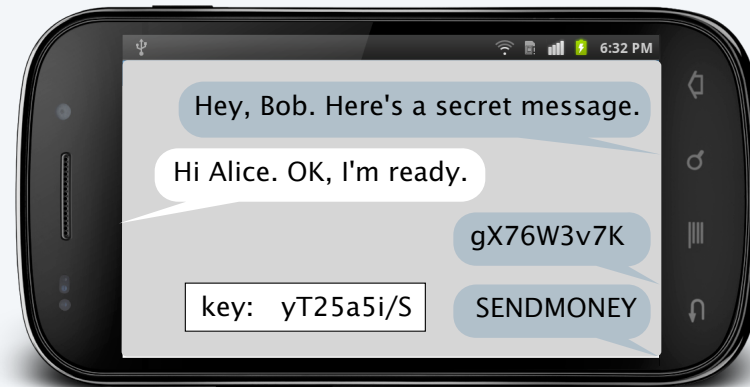 6:32 PM
Hey, Bob. Here's a secret message.
Hi Alice. OK, I'm ready.
gX76W3v7K
key: yT25a5i/S
SENDMONEY